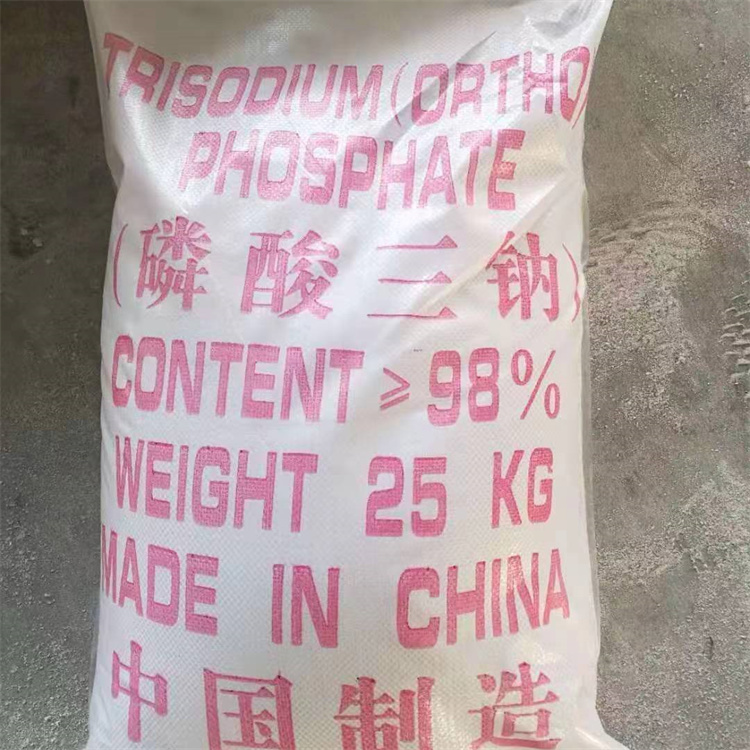 TRISODIUM(ORTHO)
PHOSPHATE
(磷酸三钠)
CONTENT ≥98%
WEIGHT 25 KG
MADE IN CHINA
中国制造